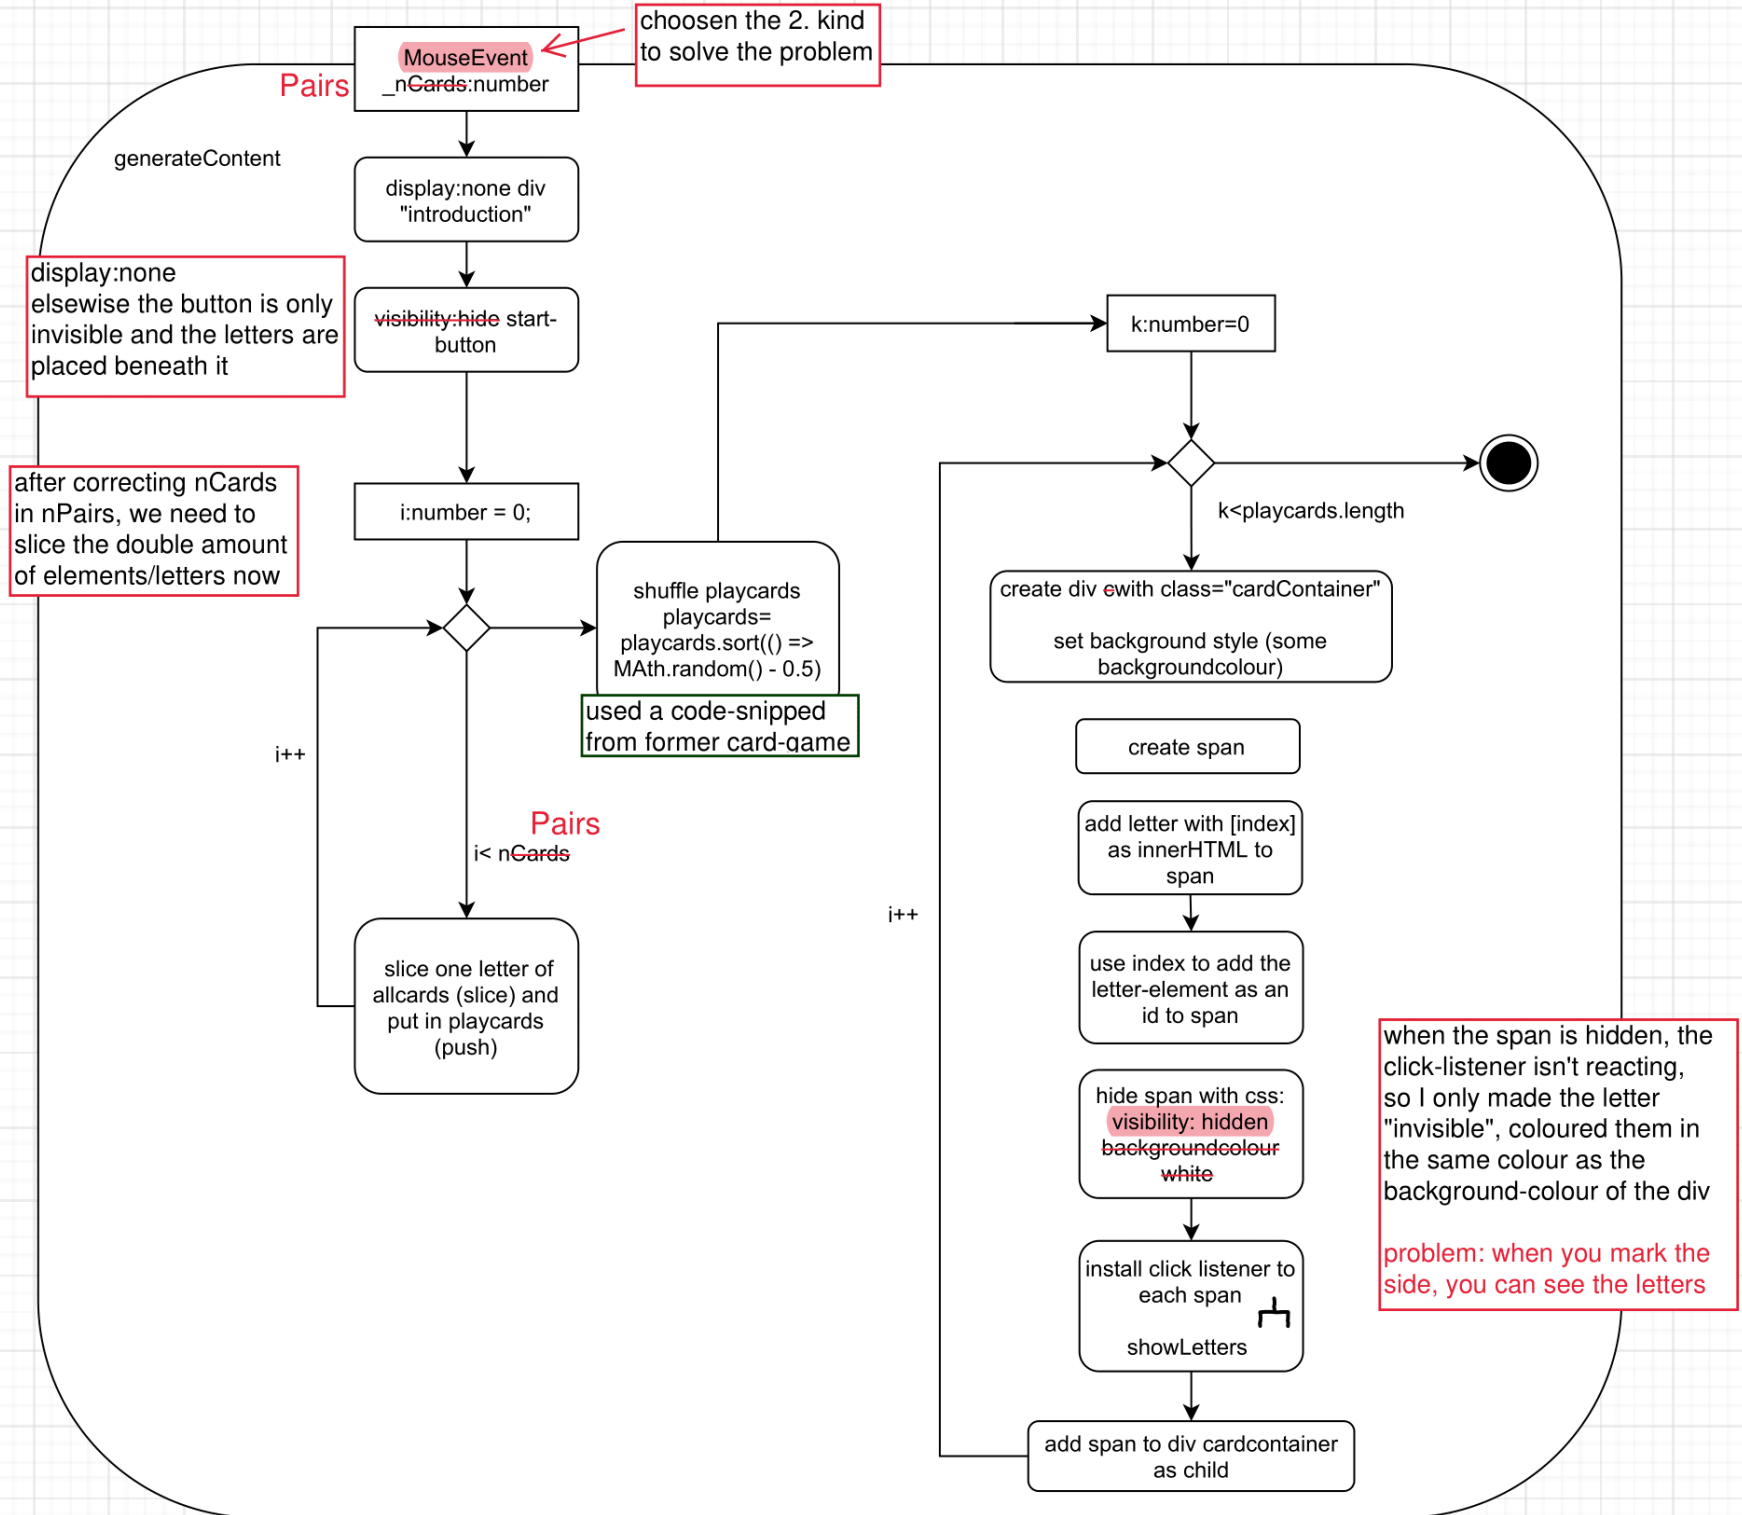 choosen the 2. kind
to solve the problem
MouseEvent
Pairs
_nCards:number
generateContent
display:none div
"introduction"
display:none
elsewise the button is only
invisible and the letters are
placed beneath it
visibility:hide start-
button
k:number=0
after correcting nCards
in nPairs, we need to
slice the double amount
of elements/letters now
i:number = 0;
k<playcards.length
shuffle playcards
playcards=
playcards.sort(() =>
MAth.random() - 0.5)
used a code-snipped
from former card-game
create div cwith class="cardContainer"
set background style (some
backgroundcolour)
i++
create span
Pairs
i< nCards
add letter with [index]
as innerHTML to
span
i++
slice one letter of
allcards (slice) and
put in playcards
(push)
use index to add the
letter-element as an
id to span
hide span with css:
visibility: hidden
backgroundcolour
white
when the span is hidden, the
click-listener isn't reacting,
so I only made the letter
"invisible", coloured them in
the same colour as the
background-colour of the div
problem: when you mark the
side, you can see the letters
install click listener to
each span
showLetters
add span to div cardcontainer
as child